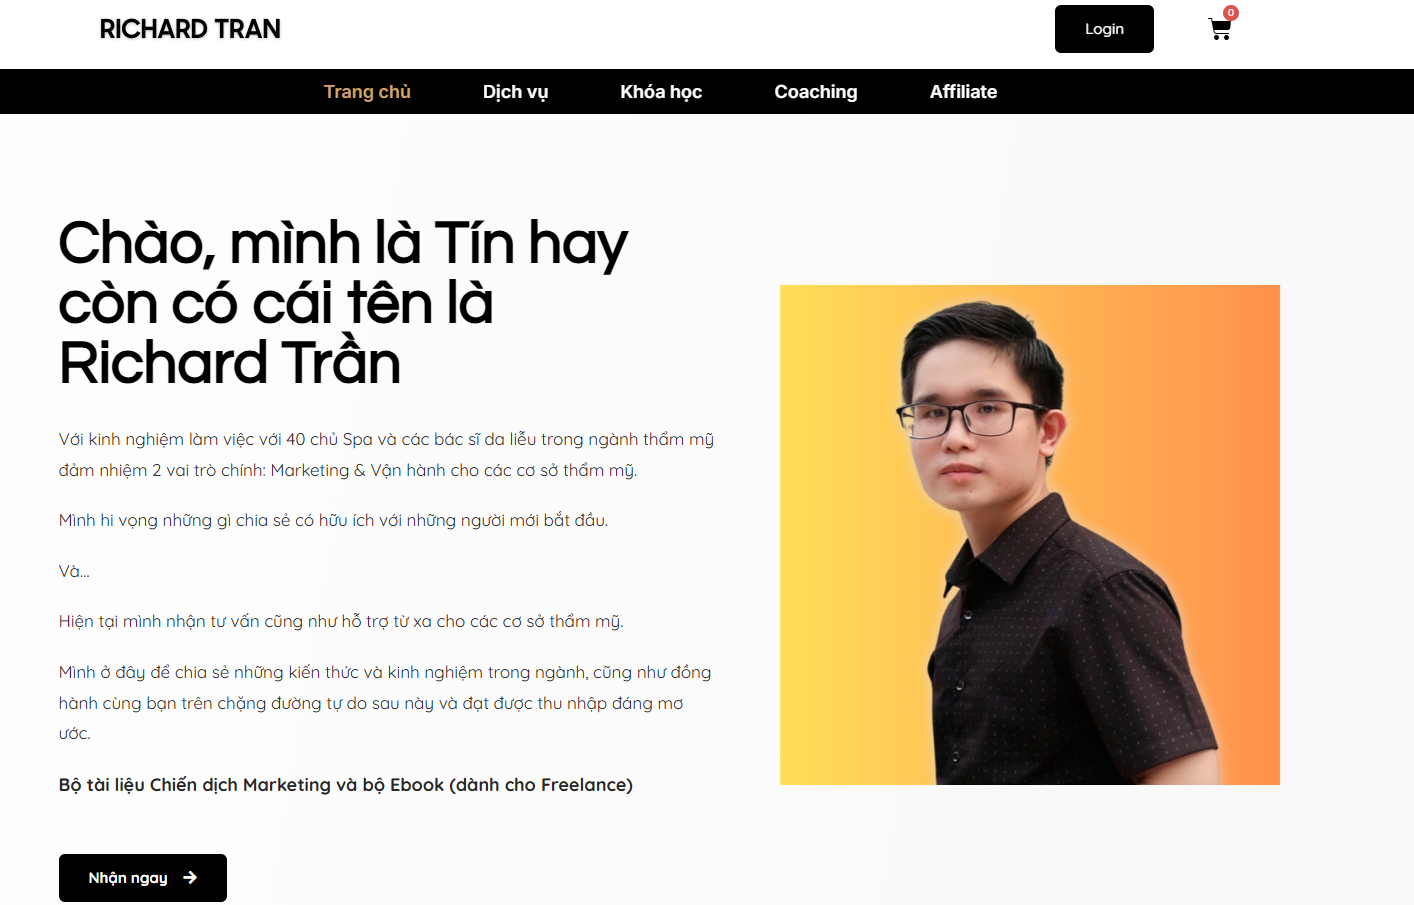 RICHARD TRAN
Login
0
Trang chủ
Dịch vụ
Khóa học
Coaching
Affiliate
Chào, mình là Tín hay
còn có cái tên là
Richard Trần
Với kinh nghiệm làm việc với 40 chủ Spa và các bác sĩ da liễu trong ngành thẩm mỹ
đảm nhiệm 2 vai trò chính: Marketing & Vận hành cho các cơ sở thẩm mỹ.
Mình hi vọng những gì chia sẻ có hữu ích với những người mới bắt đầu.
Và...
Hiện tại mình nhận tư vấn cũng như hỗ trợ từ xa cho các cơ sở thẩm mỹ.
Mình ở đây để chia sẻ những kiến thức và kinh nghiệm trong ngành, cũng như đồng
hành cùng bạn trên chặng đường tự do sau này và đạt được thu nhập đáng mơ
ước.
Bộ tài liệu Chiến dịch Marketing và bộ Ebook (dành cho Freelance)
Nhận ngay